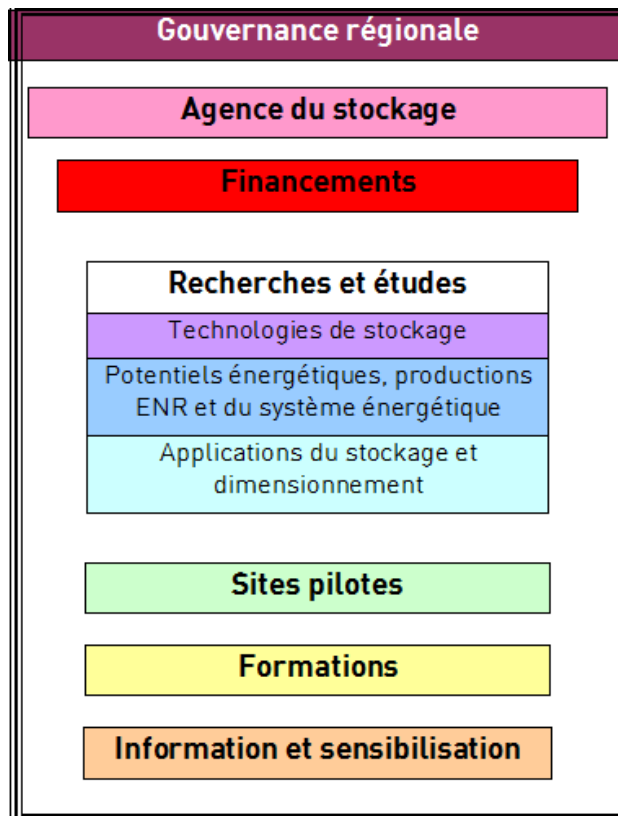 Gouvernance régionale
Agence du stockage
Financements
Recherches et études
Technologies de stockage
Potentiels énergétiques, productions
ENR et du système énergétique
Applications du stockage et
dimensionnement
Sites pilotes
Formations
Information et sensibilisation